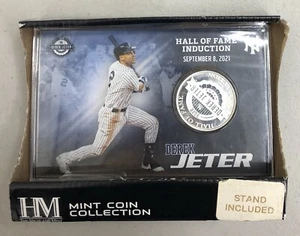 HALL OF FAME
INDUCTION
SEPTEMBER 8, 2021
DEREK
JETER
HM
MINT COIN
COLLECTION
STAND
INCLUDED